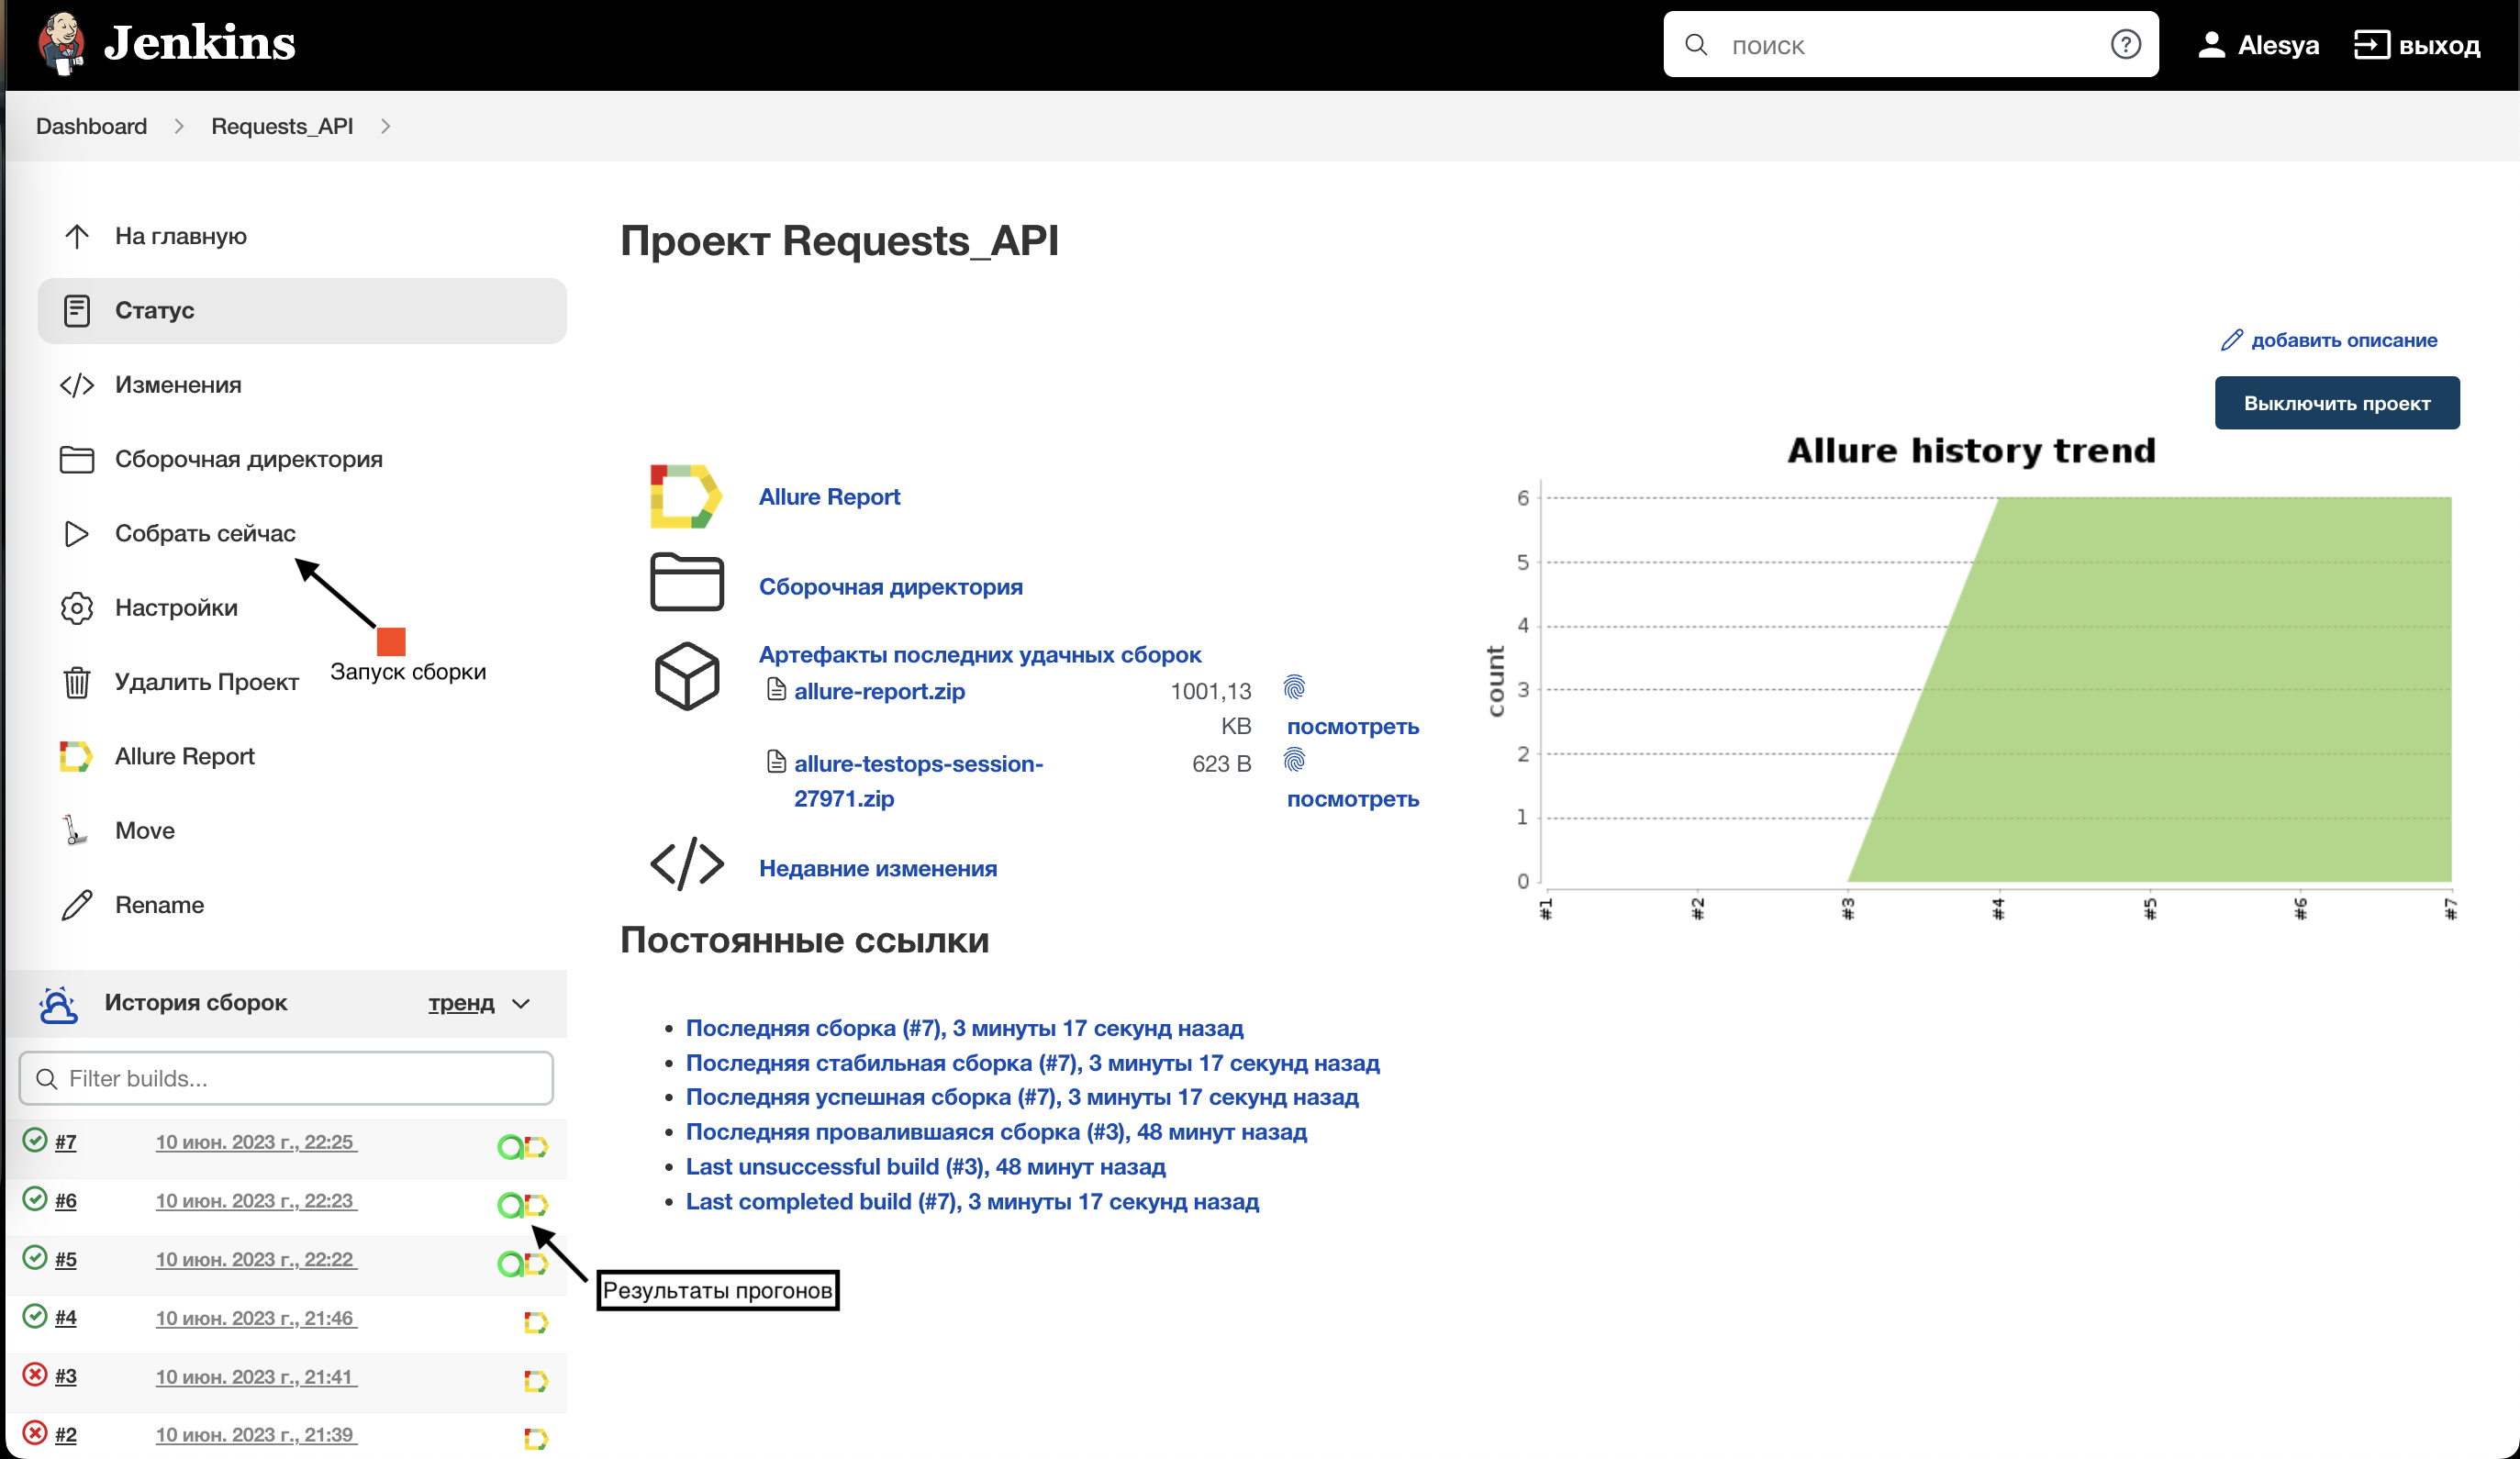 Jenkins
поиск
Alesya
выход
Dashboard
Requests_API
На главную
Статус
Изменения
Сборочная директория
Собрать сейчас
Настройки
Запуск сборки
Удалить Проект
Allure Report
Move
Rename
История сборок
тренд
Filter builds...
#7 10 июн. 2023 г., 22:25
#6 10 июн. 2023 г., 22:23
#5 10 июн. 2023 г., 22:22
#4 10 июн. 2023 г., 21:46
#3 10 июн. 2023 г., 21:41
#2 10 июн. 2023 г., 21:39
Результаты прогонов
Проект Requests_API
добавить описание
Выключить проект
Allure Report
Сборочная директория
Артефакты последних удачных сборок
allure-report.zip 1001,13
KB посмотреть
allure-testops-session- 623 B
27971.zip посмотреть
Недавние изменения
Allure history trend
count
6
5
4
3
2
1
0
#1 #2 #3 #4 #5 #6 #7
Постоянные ссылки
Последняя сборка (#7), 3 минуты 17 секунд назад
Последняя стабильная сборка (#7), 3 минуты 17 секунд назад
Последняя успешная сборка (#7), 3 минуты 17 секунд назад
Последняя провалившаяся сборка (#3), 48 минут назад
Last unsuccessful build (#3), 48 минут назад
Last completed build (#7), 3 минуты 17 секунд назад